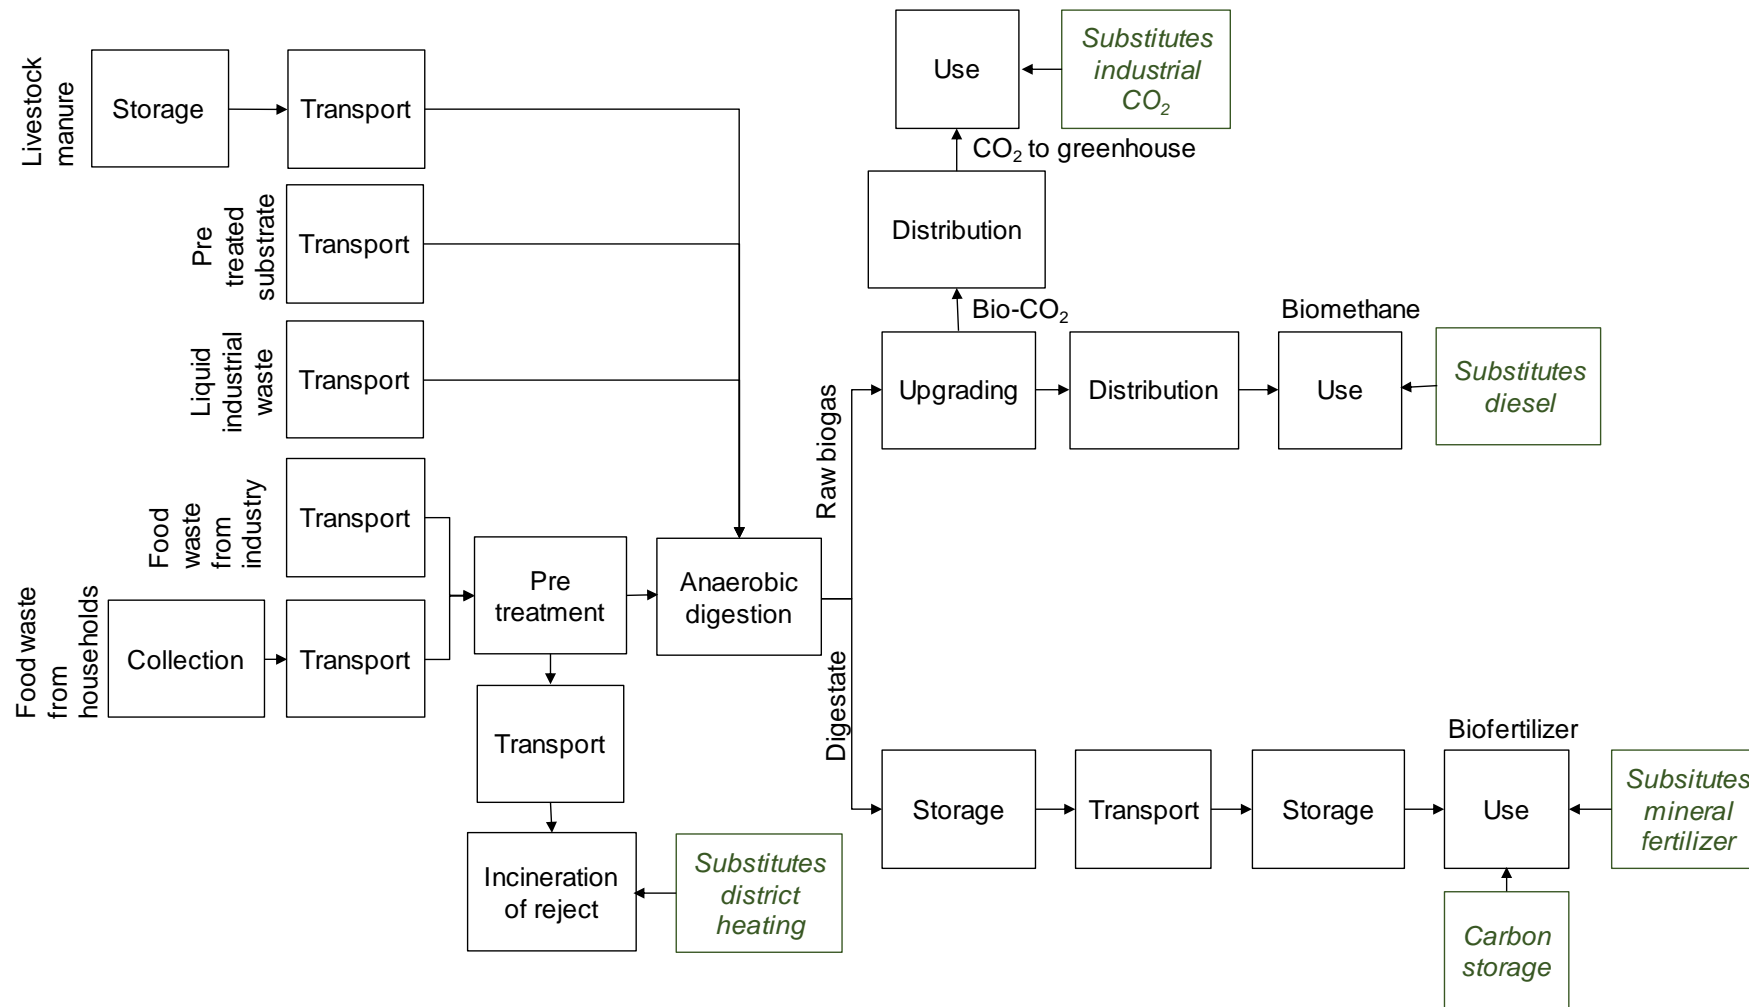 Livestock
manure
Storage
Transport
Pre
treated
substrate
Transport
Liquid
industrial
waste
Transport
Food
waste
from
industry
Transport
Food waste
from
households
Collection
Transport
Pre
treatment
Anaerobic
digestion
Transport
Incineration
of reject
Substitutes
district
heating
Raw biogas
Digestate
Use
Substitutes
industrial
CO₂
CO₂ to greenhouse
Distribution
Bio-CO₂
Upgrading
Distribution
Biomethane
Use
Substitutes
diesel
Storage
Transport
Storage
Biofertilizer
Use
Subsitutes
mineral
fertilizer
Carbon
storage